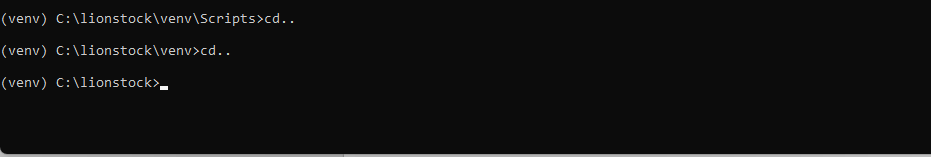 (venv) C:\lionstock\venv\Scripts>cd..
(venv) C:\lionstock\venv>cd..
(venv) C:\lionstock>